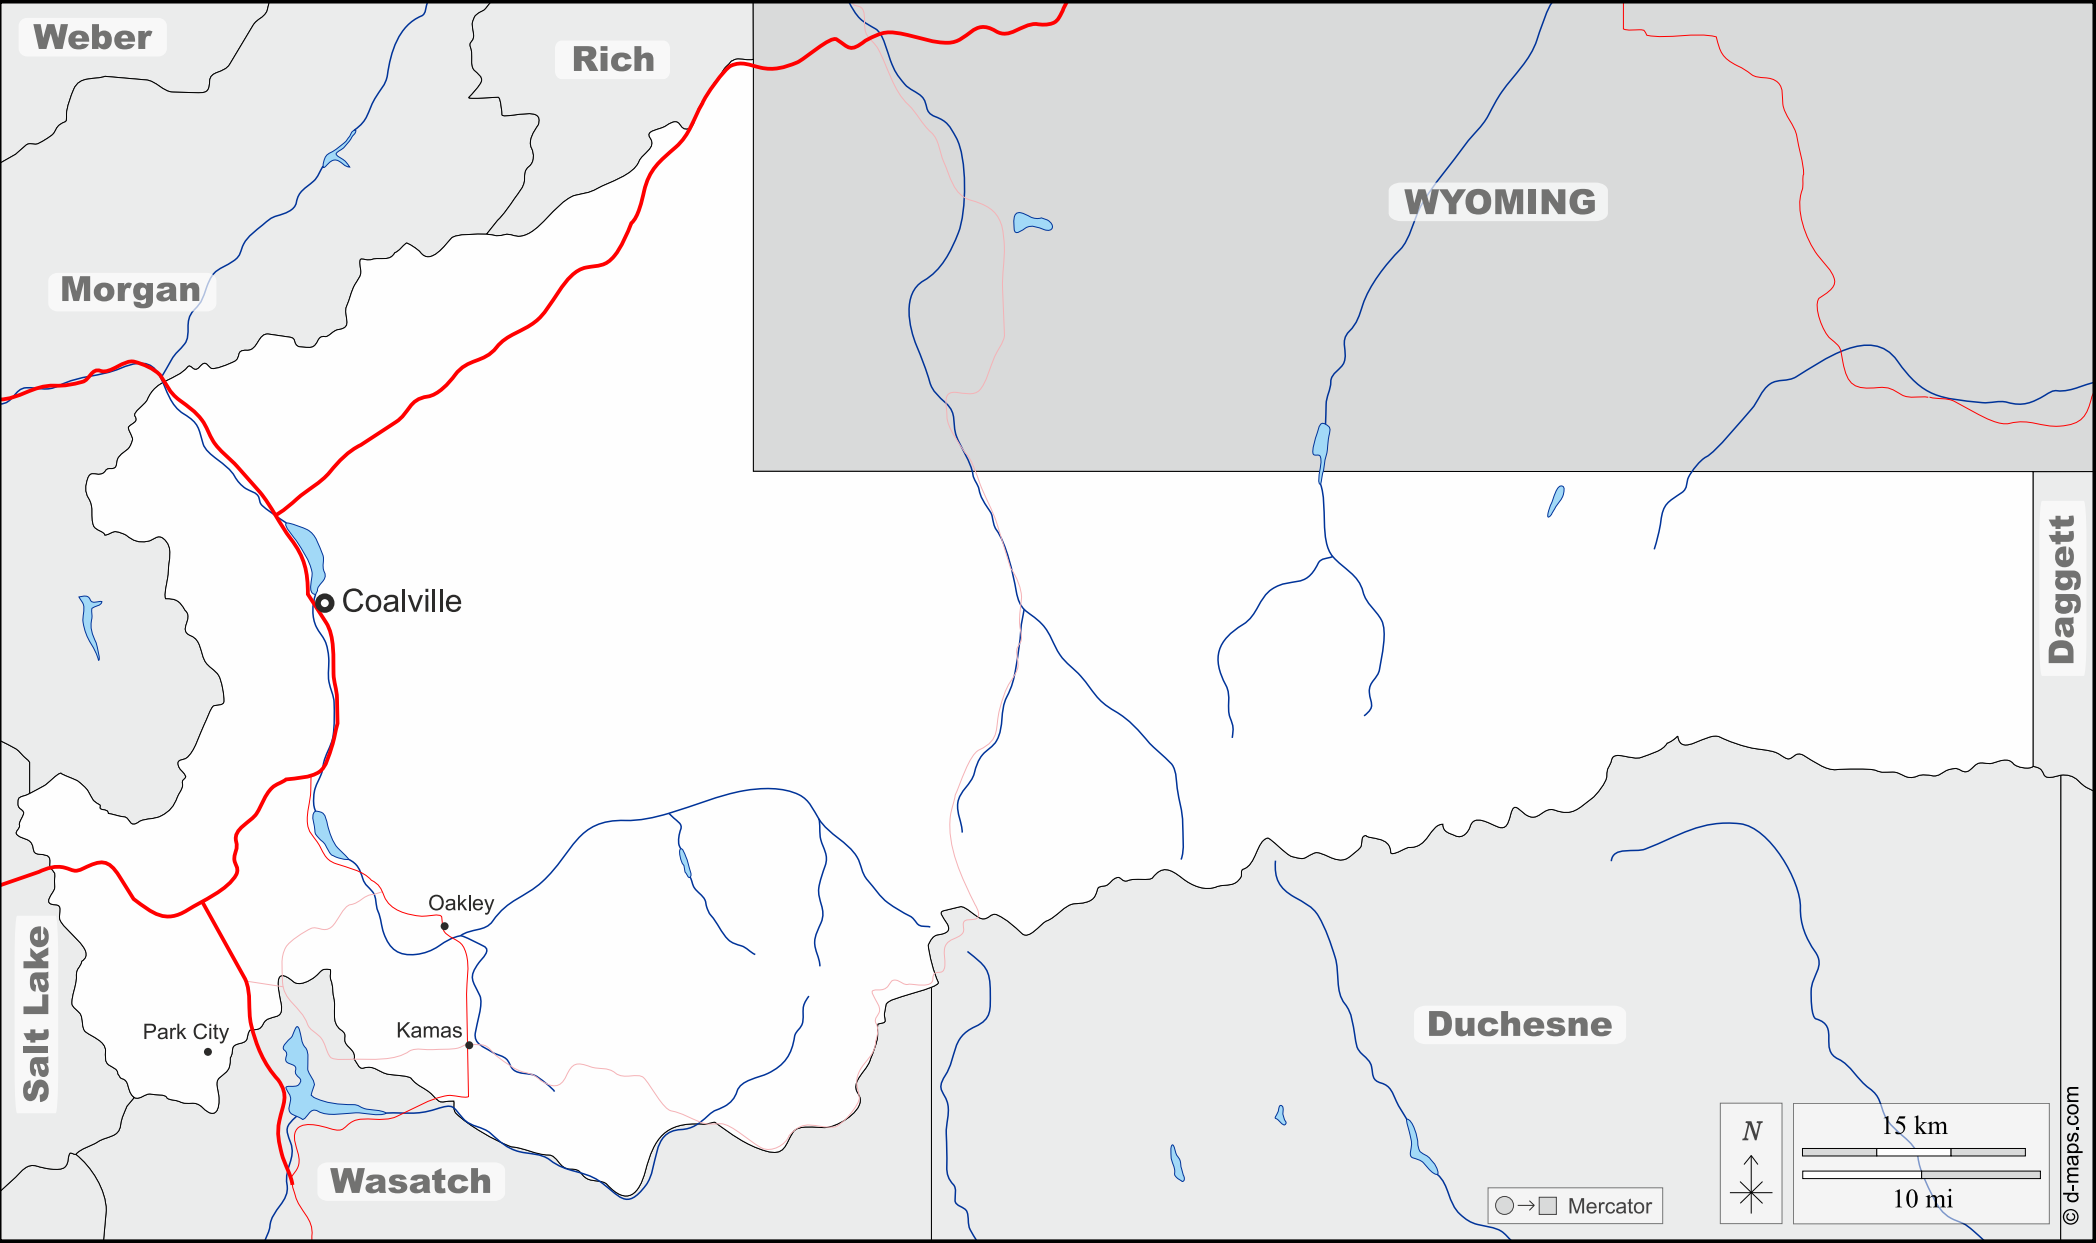 Weber
Rich
WYOMING
Morgan
Daggett
Coalville
Oakley
Salt Lake
Park City
Kamas
Duchesne
Wasatch
N
15 km
10 mi
Mercator
© d-maps.com